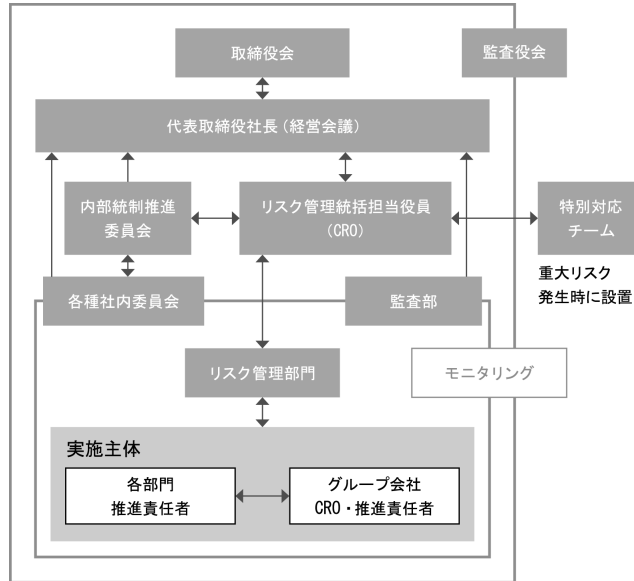 取締役会
監査役会
代表取締役社長（経営会議）
内部統制推進
委員会
リスク管理統括担当役員
（CRO）
特別対応
チーム
重大リスク
発生時に設置
各種社内委員会
監査部
リスク管理部門
モニタリング
実施主体
各部門
推進責任者
グループ会社
CRO・推進責任者